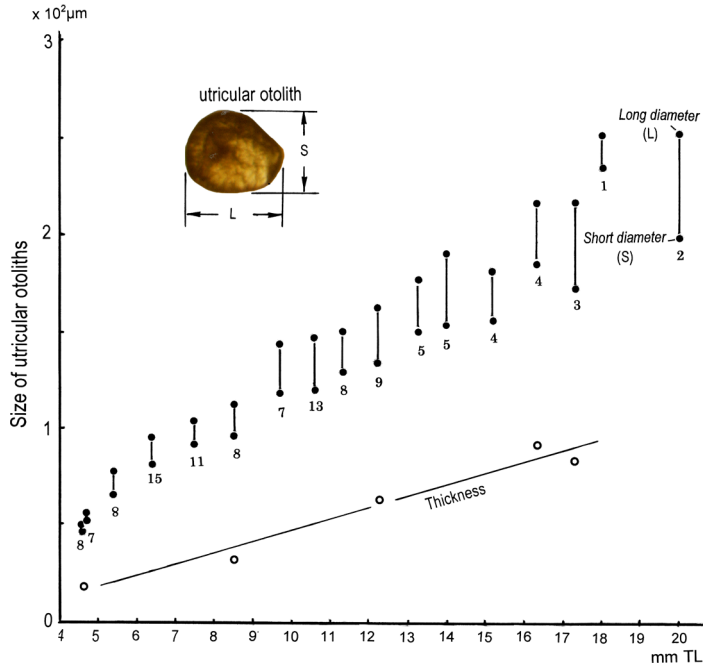 x 10²µm
3
utricular otolith
S
L
Long diameter
(L)
1
2
Short diameter
(S)
2
4
3
Size of utricular otoliths
5
5
4
9
8
13
7
1
8
11
15
8
8 7
Thickness
0
4 5 6 7 8 9 10 11 12 13 14 15 16 17 18 19 20
mm TL